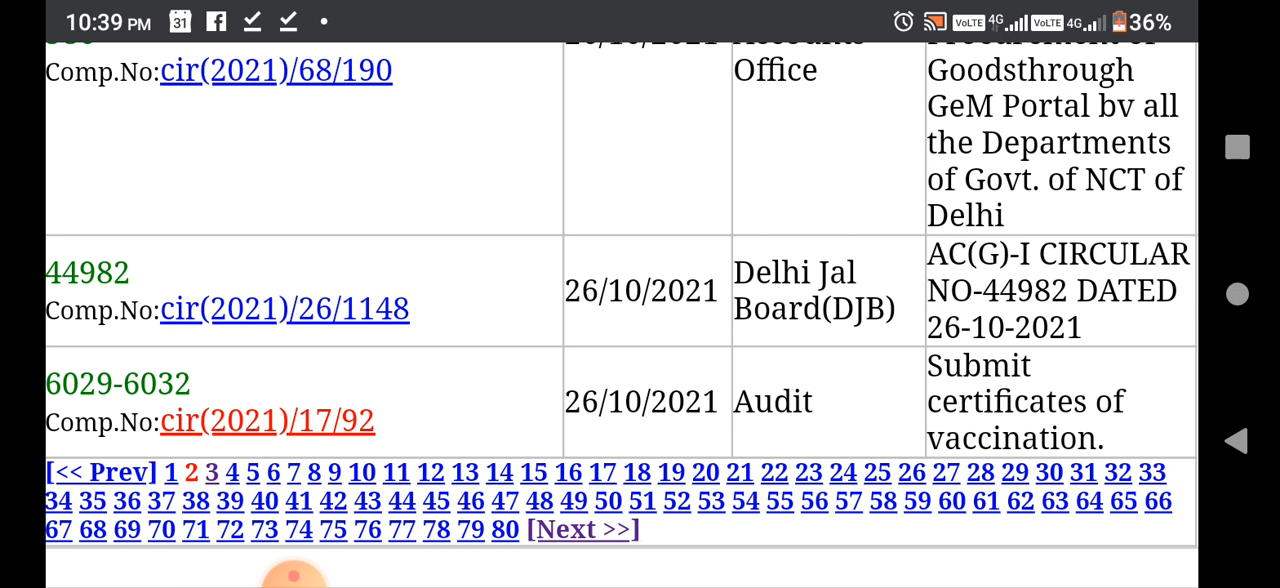 10:39 PM 31 VoLTE 4G VoLTE 4G 36%
Comp.No:cir(2021)/68/190
Office
Goodsthrough
GeM Portal bv all
the Departments
of Govt. of NCT of
Delhi
44982
Comp.No:cir(2021)/26/1148
26/10/2021
Delhi Jal
Board(DJB)
AC(G)-I CIRCULAR
NO-44982 DATED
26-10-2021
6029-6032
Comp.No:cir(2021)/17/92
26/10/2021
Audit
Submit
certificates of
vaccination.
[<< Prev] 1 2 3 4 5 6 7 8 9 10 11 12 13 14 15 16 17 18 19 20 21 22 23 24 25 26 27 28 29 30 31 32 33
34 35 36 37 38 39 40 41 42 43 44 45 46 47 48 49 50 51 52 53 54 55 56 57 58 59 60 61 62 63 64 65 66
67 68 69 70 71 72 73 74 75 76 77 78 79 80 [Next >>]